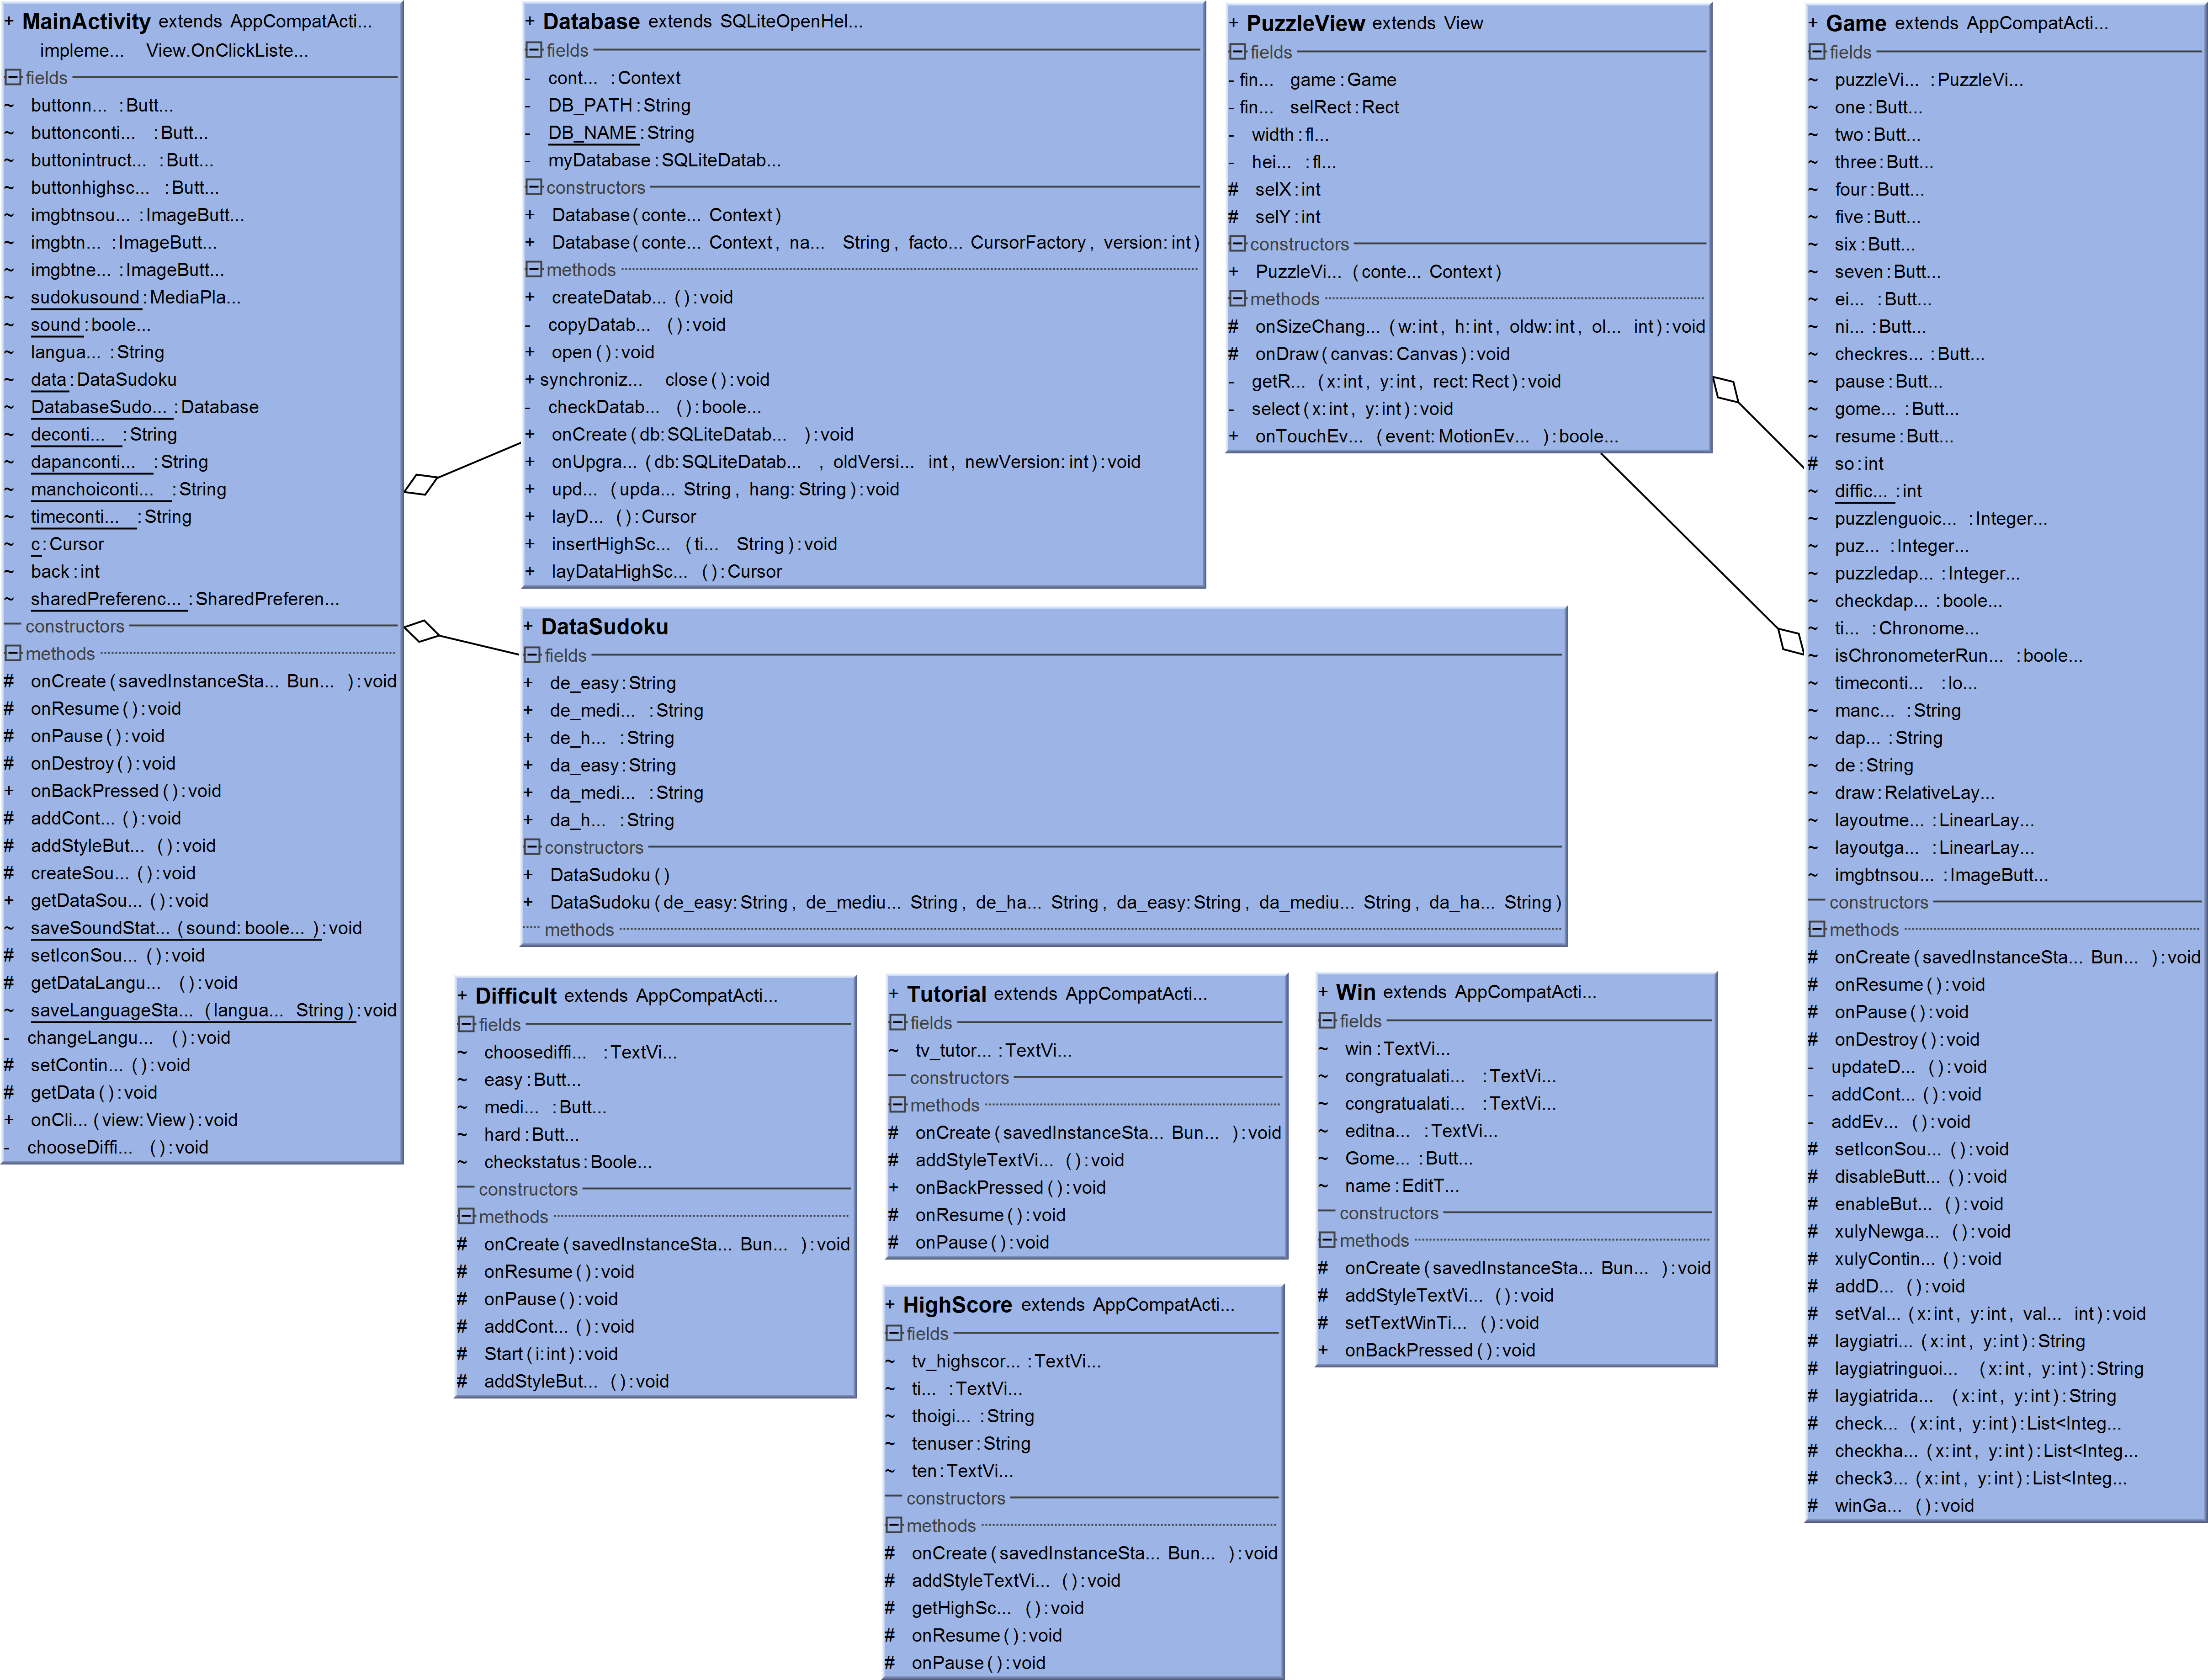 + MainActivity extends AppCompatActi...
impleme... View.OnClickListe...
fields
~ buttonn... :Butt...
~ buttonconti... :Butt...
~ buttonintruct... :Butt...
~ buttonhighsc... :Butt...
~ imgbtnsou... :ImageButt...
~ imgbtn... :ImageButt...
~ imgbtne... :ImageButt...
~ sudokusound:MediaPla...
~ sound:boole...
~ langua... :String
~ data:DataSudoku
~ DatabaseSudo... :Database
~ deconti... :String
~ dapanconti... :String
~ manchoiconti... :String
~ timeconti... :String
~ c:Cursor
~ back:int
~ sharedPreferenc... :SharedPreferen...
constructors
methods
# onCreate(savedInstanceSta... Bun... ):void
# onResume():void
# onPause():void
# onDestroy():void
+ onBackPressed():void
# addCont... ():void
# addStyleBut... ():void
# createSou... ():void
+ getDataSou... ():void
~ saveSoundStat... (sound:boole... ):void
# setIconSou... ():void
# getDataLangu... ():void
~ saveLanguageSta... (langua... String):void
- changeLangu... ():void
# setContin... ():void
# getData():void
+ onCli... (view:View):void
- chooseDiffi... ():void
+ Database extends SQLiteOpenHel...
fields
- cont... :Context
- DB_PATH:String
- DB_NAME:String
- myDatabase:SQLiteDatab...
constructors
+ Database(conte... Context)
+ Database(conte... Context, na... String, facto... CursorFactory, version:int)
methods
+ createDatab... ():void
- copyDatab... ():void
+ open():void
+ synchroniz... close():void
- checkDatab... ():boole...
+ onCreate(db:SQLiteDatab... ):void
+ onUpgra... (db:SQLiteDatab... , oldVersi... int, newVersion:int):void
+ upd... (upda... String, hang:String):void
+ layD... ():Cursor
+ insertHighSc... (ti... String):void
+ layDataHighSc... ():Cursor
+ DataSudoku
fields
+ de_easy:String
+ de_medi... :String
+ de_h... :String
+ da_easy:String
+ da_medi... :String
+ da_h... :String
constructors
+ DataSudoku()
+ DataSudoku(de_easy:String, de_mediu... String, de_ha... String, da_easy:String, da_mediu... String, da_ha... String)
methods
+ PuzzleView extends View
fields
- fin... game:Game
- fin... selRect:Rect
- width:fl...
- hei... :fl...
# selX:int
# selY:int
constructors
+ PuzzleVi... (conte... Context)
methods
# onSizeChang... (w:int, h:int, oldw:int, ol... int):void
# onDraw(canvas:Canvas):void
- getR... (x:int, y:int, rect:Rect):void
- select(x:int, y:int):void
+ onTouchEv... (event:MotionEv... ):boole...
+ Game extends AppCompatActi...
fields
~ puzzleVi... :PuzzleVi...
~ one:Butt...
~ two:Butt...
~ three:Butt...
~ four:Butt...
~ five:Butt...
~ six:Butt...
~ seven:Butt...
~ ei... :Butt...
~ ni... :Butt...
~ checkres... :Butt...
~ pause:Butt...
~ gome... :Butt...
~ resume:Butt...
# so:int
~ diffic... :int
~ puzzlenguoic... :Integer...
~ puz... :Integer...
~ puzzledap... :Integer...
~ checkdap... :boole...
~ ti... :Chronome...
~ isChronometerRun... :boole...
~ timeconti... :lo...
~ manc... :String
~ dap... :String
~ de:String
~ draw:RelativeLay...
~ layoutme... :LinearLay...
~ layoutga... :LinearLay...
~ imgbtnsou... :ImageButt...
constructors
methods
# onCreate(savedInstanceSta... Bun... ):void
# onResume():void
# onPause():void
# onDestroy():void
- updateD... ():void
- addCont... ():void
- addEv... ():void
# setIconSou... ():void
# disableButt... ():void
# enableBut... ():void
# xulyNewga... ():void
# xulyContin... ():void
# addD... ():void
# setVal... (x:int, y:int, val... int):void
# laygiatri... (x:int, y:int):String
# laygiatringuoi... (x:int, y:int):String
# laygiatrida... (x:int, y:int):String
# check... (x:int, y:int):List<Integ...
# checkha... (x:int, y:int):List<Integ...
# check3... (x:int, y:int):List<Integ...
# winGa... ():void
+ Difficult extends AppCompatActi...
fields
~ choosediffi... :TextVi...
~ easy:Butt...
~ medi... :Butt...
~ hard:Butt...
~ checkstatus:Boole...
constructors
methods
# onCreate(savedInstanceSta... Bun... ):void
# onResume():void
# onPause():void
# addCont... ():void
# Start(i:int):void
# addStyleBut... ():void
+ Tutorial extends AppCompatActi...
fields
~ tv_tutor... :TextVi...
constructors
methods
# onCreate(savedInstanceSta... Bun... ):void
# addStyleTextVi... ():void
+ onBackPressed():void
# onResume():void
# onPause():void
+ Win extends AppCompatActi...
fields
~ win:TextVi...
~ congratualati... :TextVi...
~ congratualati... :TextVi...
~ editna... :TextVi...
~ Gome... :Butt...
~ name:EditT...
constructors
methods
# onCreate(savedInstanceSta... Bun... ):void
# addStyleTextVi... ():void
# setTextWinTi... ():void
+ onBackPressed():void
+ HighScore extends AppCompatActi...
fields
~ tv_highscor... :TextVi...
~ ti... :TextVi...
~ thoigi... :String
~ tenuser:String
~ ten:TextVi...
constructors
methods
# onCreate(savedInstanceSta... Bun... ):void
# addStyleTextVi... ():void
# getHighSc... ():void
# onResume():void
# onPause():void